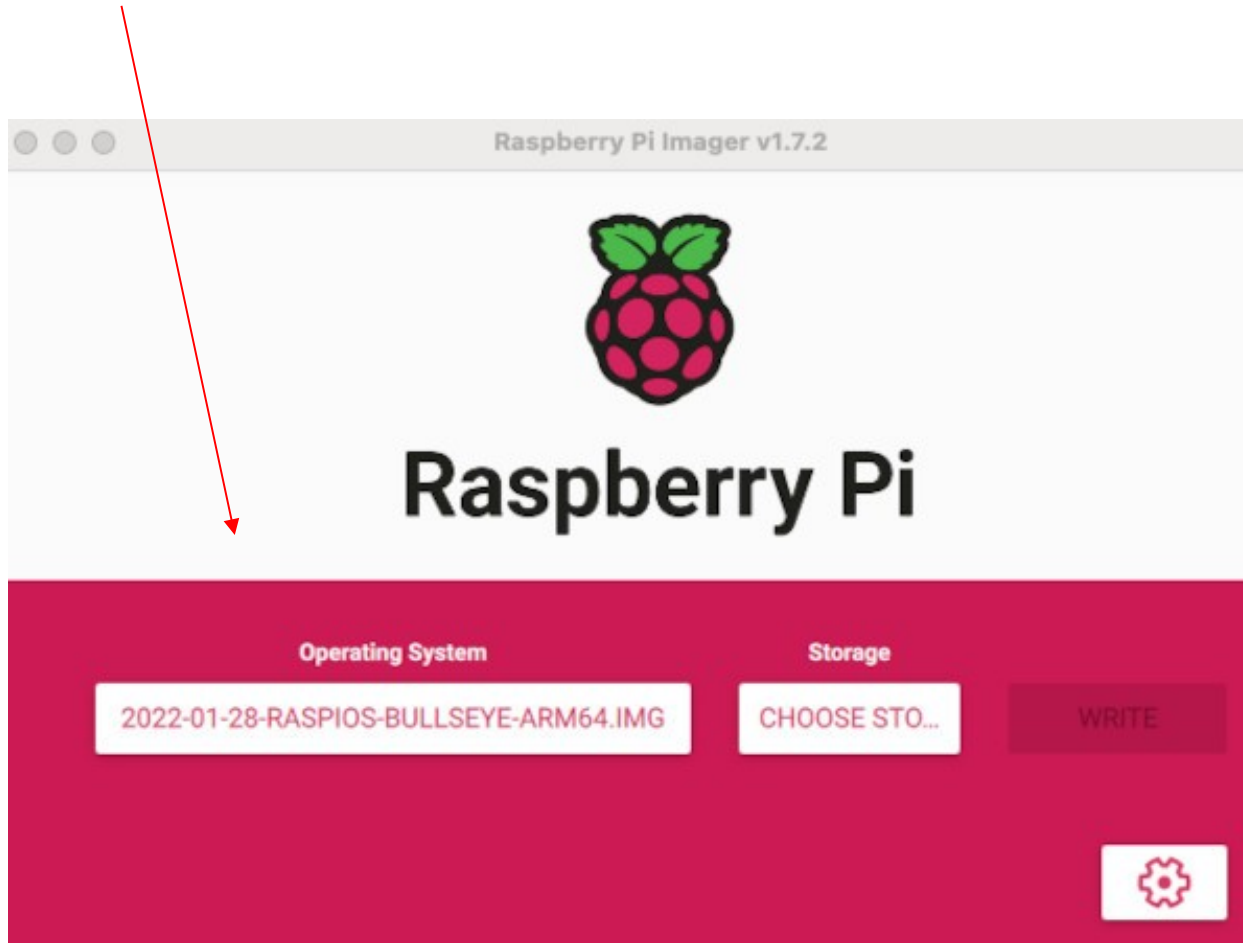 Raspberry Pi Imager v1.7.2
Raspberry Pi
Operating System
Storage
2022-01-28-RASPIOS-BULLSEYE-ARM64.IMG
CHOOSE STO...
WRITE